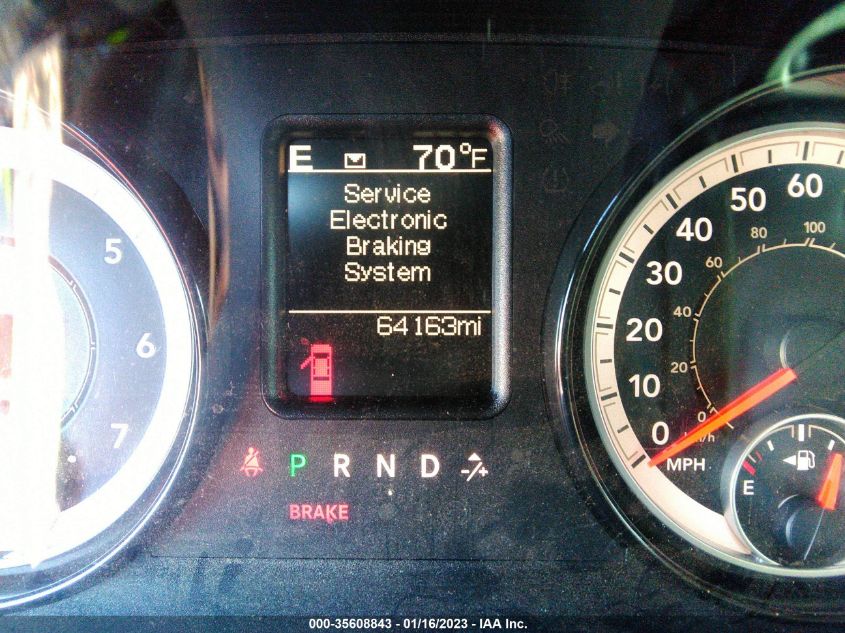 E 70°F
Service
Electronic
Braking
System
64163mi
5
6
7
P R N D -/+
BRAKE
60
50
40
30
20
10
0
MPH
100
80
60
40
20
0
km/h
E
000-35608843 - 01/16/2023 - IAA Inc.